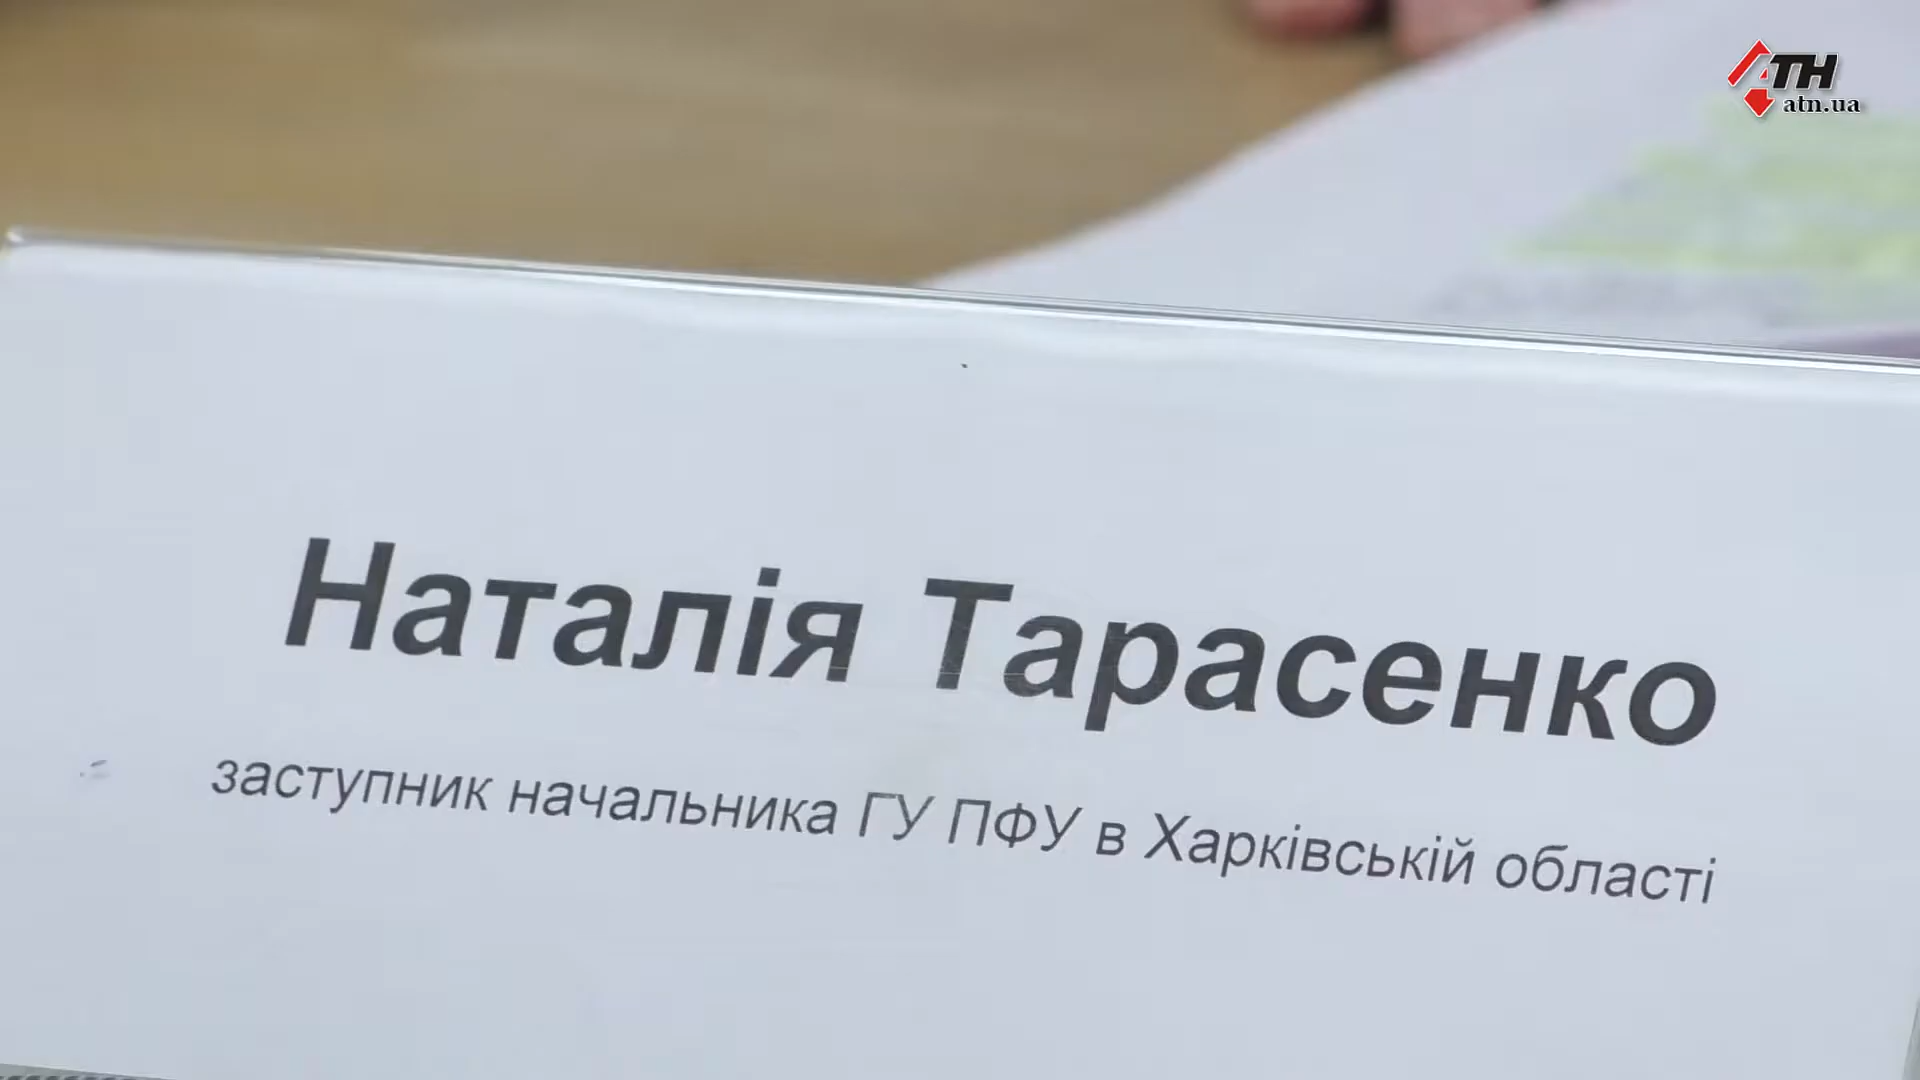 АТН
atn.ua
Наталія Тарасенко
заступник начальника ГУ ПФУ в Харківській області